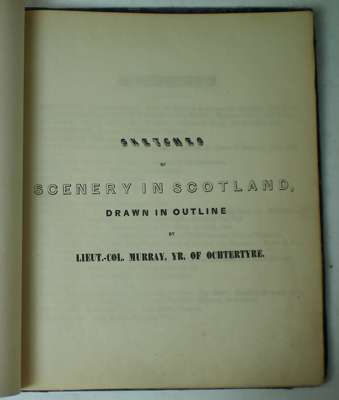 SKETCHES
OF
SCENERY IN SCOTLAND,
DRAWN IN OUTLINE
BY
LIEUT.-COL. MURRAY, YR. OF OCHTERTYRE.